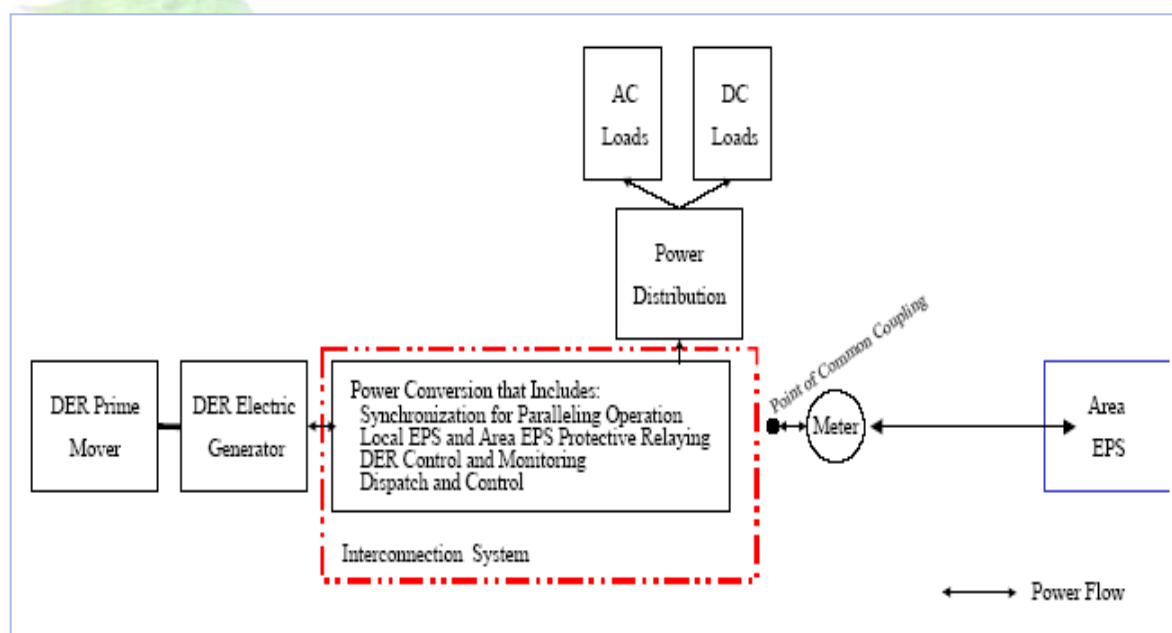 AC
Loads
DC
Loads
Power
Distribution
Point of Common Coupling
DER Prime
Mover
DER Electric
Generator
Power Conversion that Includes:
Synchronization for Paralleling Operation
Local EPS and Area EPS Protective Relaying
DER Control and Monitoring
Dispatch and Control
Meter
Area
EPS
Interconnection System
Power Flow